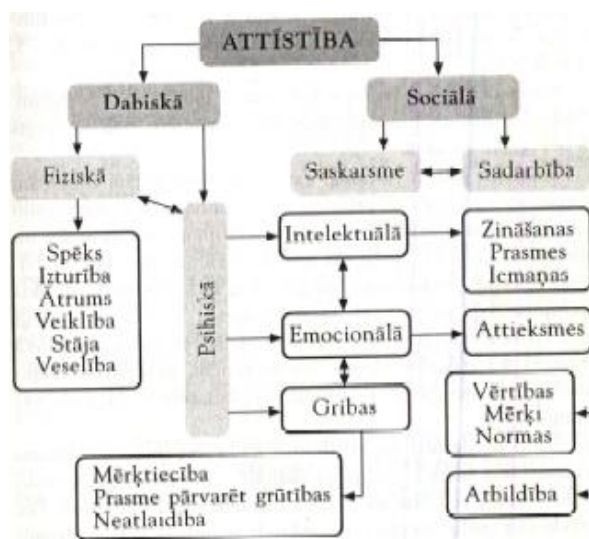 ATTĪSTĪBA
Dabiskā
Sociālā
Fiziskā
Saskarsme
Sadarbība
Spēks
Izturība
Ātrums
Veiklība
Stāja
Veselība
Psihiskā
Intelektuālā
Zināšanas
Prasmes
Iemaņas
Emocionālā
Attieksmes
Gribas
Vērtības
Mērķi
Normas
Mērķtiecība
Prasme pārvarēt grūtības
Neatlaidība
Atbildība